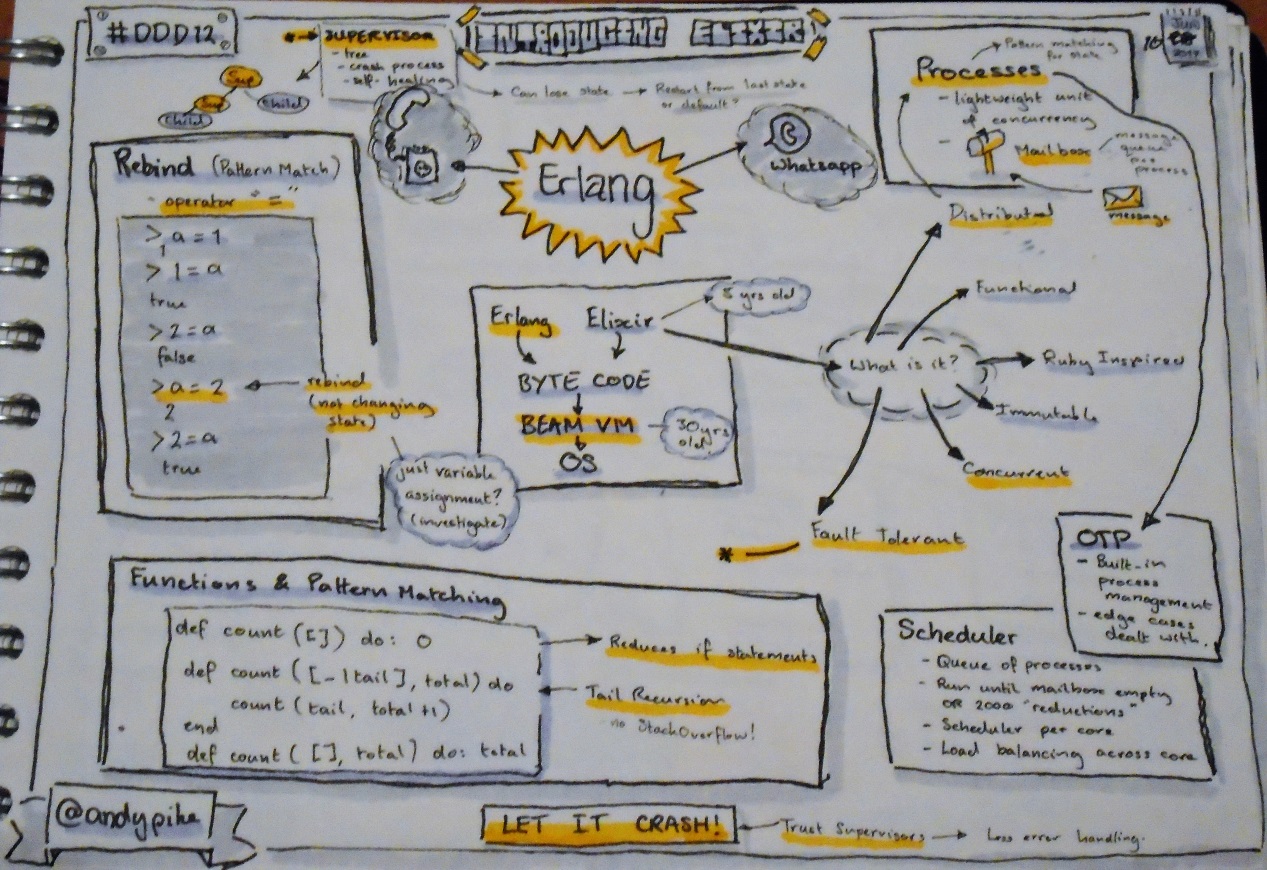 #DDD12
SUPERVISOR
- tree
- crash process
- self-healing
Sup
Sup
Child
Child
INTRODUCING ELIXIR
Can lose state
Restart from last state
or default?
10
JUN
2017
Pattern matching
for state
Processes
- lightweight unit
of concurrency
- Mailbox
message
queue
per
process
message
Rebind (Pattern Match)
operator "="
> a = 1
1
> 1 = a
true
> 2 = a
false
> a = 2
2
> 2 = a
true
rebind
(not changing
state)
just variable
assignment?
(investigate)
Erlang
Whatsapp
Erlang
Elixir
5 yrs old
BYTE CODE
BEAM VM
30yrs
old
OS
What is it?
Distributed
Functional
Ruby Inspired
Immutable
Concurrent
Fault Tolerant
*
OTP
- Built-in
process
management
- edge cases
dealt with.
Scheduler
- Queue of processes
- Run until mailbox empty
OR 2000 "reductions"
- Scheduler per core
- Load balancing across core
Functions & Pattern Matching
def count ([]) do: 0
def count ([_|tail], total) do
count (tail, total +1)
end
def count ([], total) do: total
Reduces if statements
Tail Recursion
- no StackOverflow!
@andypike
LET IT CRASH!
Trust Supervisors
Less error handling.